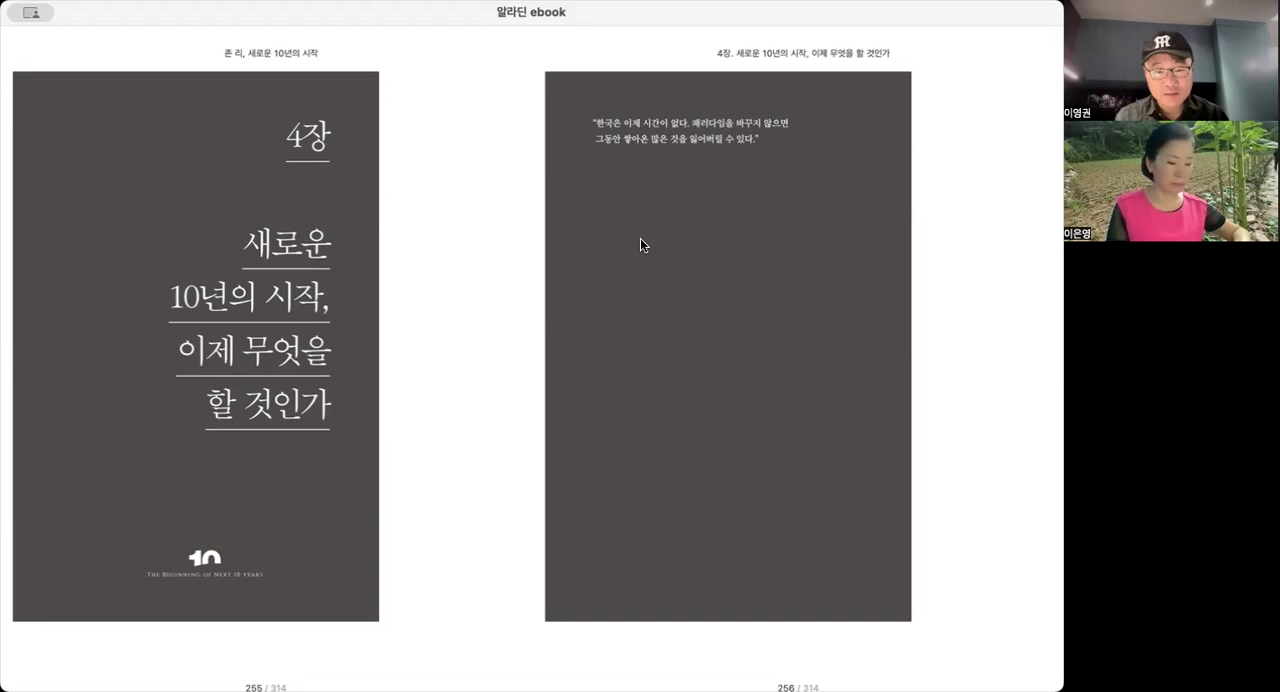 알라딘 ebook
존 리, 새로운 10년의 시작
4장
새로운
10년의 시작,
이제 무엇을
할 것인가
10
THE BEGINNING OF NEXT 10 YEARS
255 / 314
4장. 새로운 10년의 시작, 이제 무엇을 할 것인가
"한국은 이제 시간이 없다. 패러다임을 바꾸지 않으면
그동안 쌓아온 많은 것을 잃어버릴 수 있다."
256 / 314
이영권
이은영